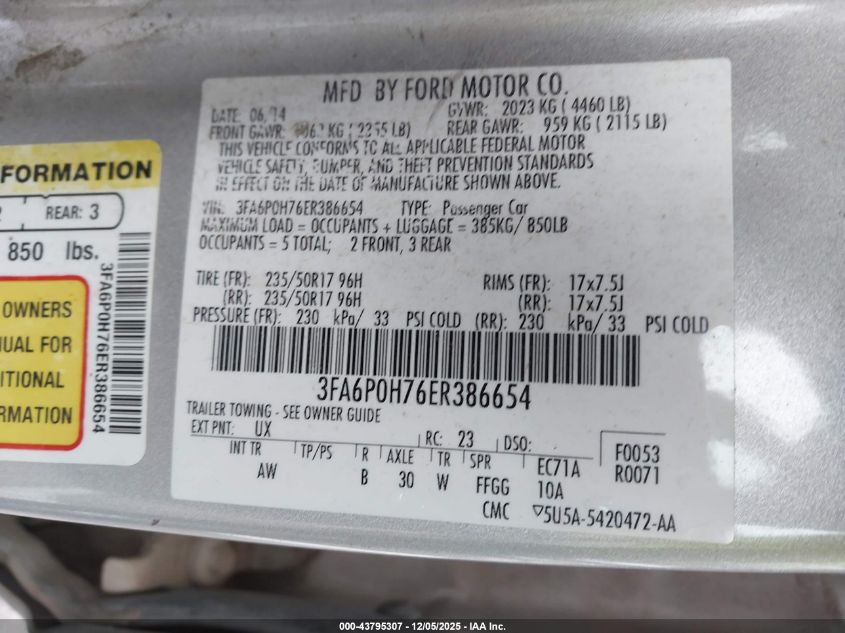 FORMATION
REAR: 3
850 lbs.
OWNERS
UAL FOR
ITIONAL
RMATION
3FA6P0H76ER386654
MFD BY FORD MOTOR CO.
DATE: 06/14 GVWR: 2023 KG ( 4460 LB)
FRONT GAWR: KG ( 2355 LB) REAR GAWR: 959 KG ( 2115 LB)
THIS VEHICLE CONFORMS TO ALL APPLICABLE FEDERAL MOTOR
VEHICLE SAFETY, BUMPER, AND THEFT PREVENTION STANDARDS
IN EFFECT ON THE DATE OF MANUFACTURE SHOWN ABOVE.
VIN: 3FA6P0H76ER386654 TYPE: Passenger Car
MAXIMUM LOAD = OCCUPANTS + LUGGAGE = 385KG/ 850LB
OCCUPANTS = 5 TOTAL; 2 FRONT, 3 REAR
TIRE (FR): 235/50R17 96H RIMS (FR): 17x7.5J
(RR): 235/50R17 96H (RR): 17x7.5J
PRESSURE (FR): 230 kPa/ 33 PSI COLD (RR): 230 kPa/ 33 PSI COLD
3FA6P0H76ER386654
TRAILER TOWING - SEE OWNER GUIDE
EXT PNT: UX RC: 23 DSO: F0053
INT TR TP/PS R AXLE TR SPR EC71A R0071
AW B 30 W FFGG 10A
CMC ▽5U5A-5420472-AA
000-43795307 - 12/05/2025 - IAA Inc.